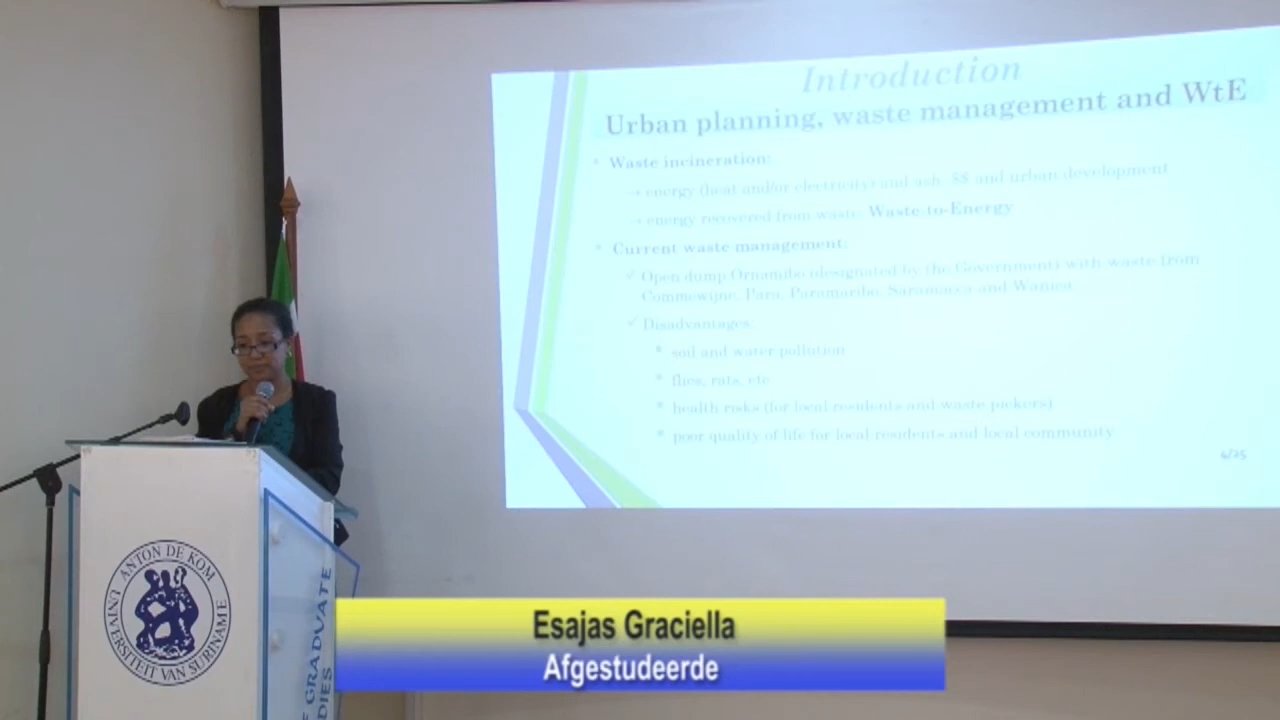 Introduction
Urban planning, waste management and WtE
Waste incineration:
→ energy (heat and/or electricity) and ash, $$ and urban development
→ energy recovered from waste: Waste-to-Energy
Current waste management:
✓ Open dump Ornamibo (designated by the Government) with waste from
Commewijne, Para, Paramaribo, Saramacca and Wanica
✓ Disadvantages:
soil and water pollution
flies, rats, etc
health risks (for local residents and waste pickers)
poor quality of life for local residents and local community
4/25
ANTON DE KOM
UNIVERSITEIT VAN SURINAME
GRADUATE
Esajas Graciella
Afgestudeerde